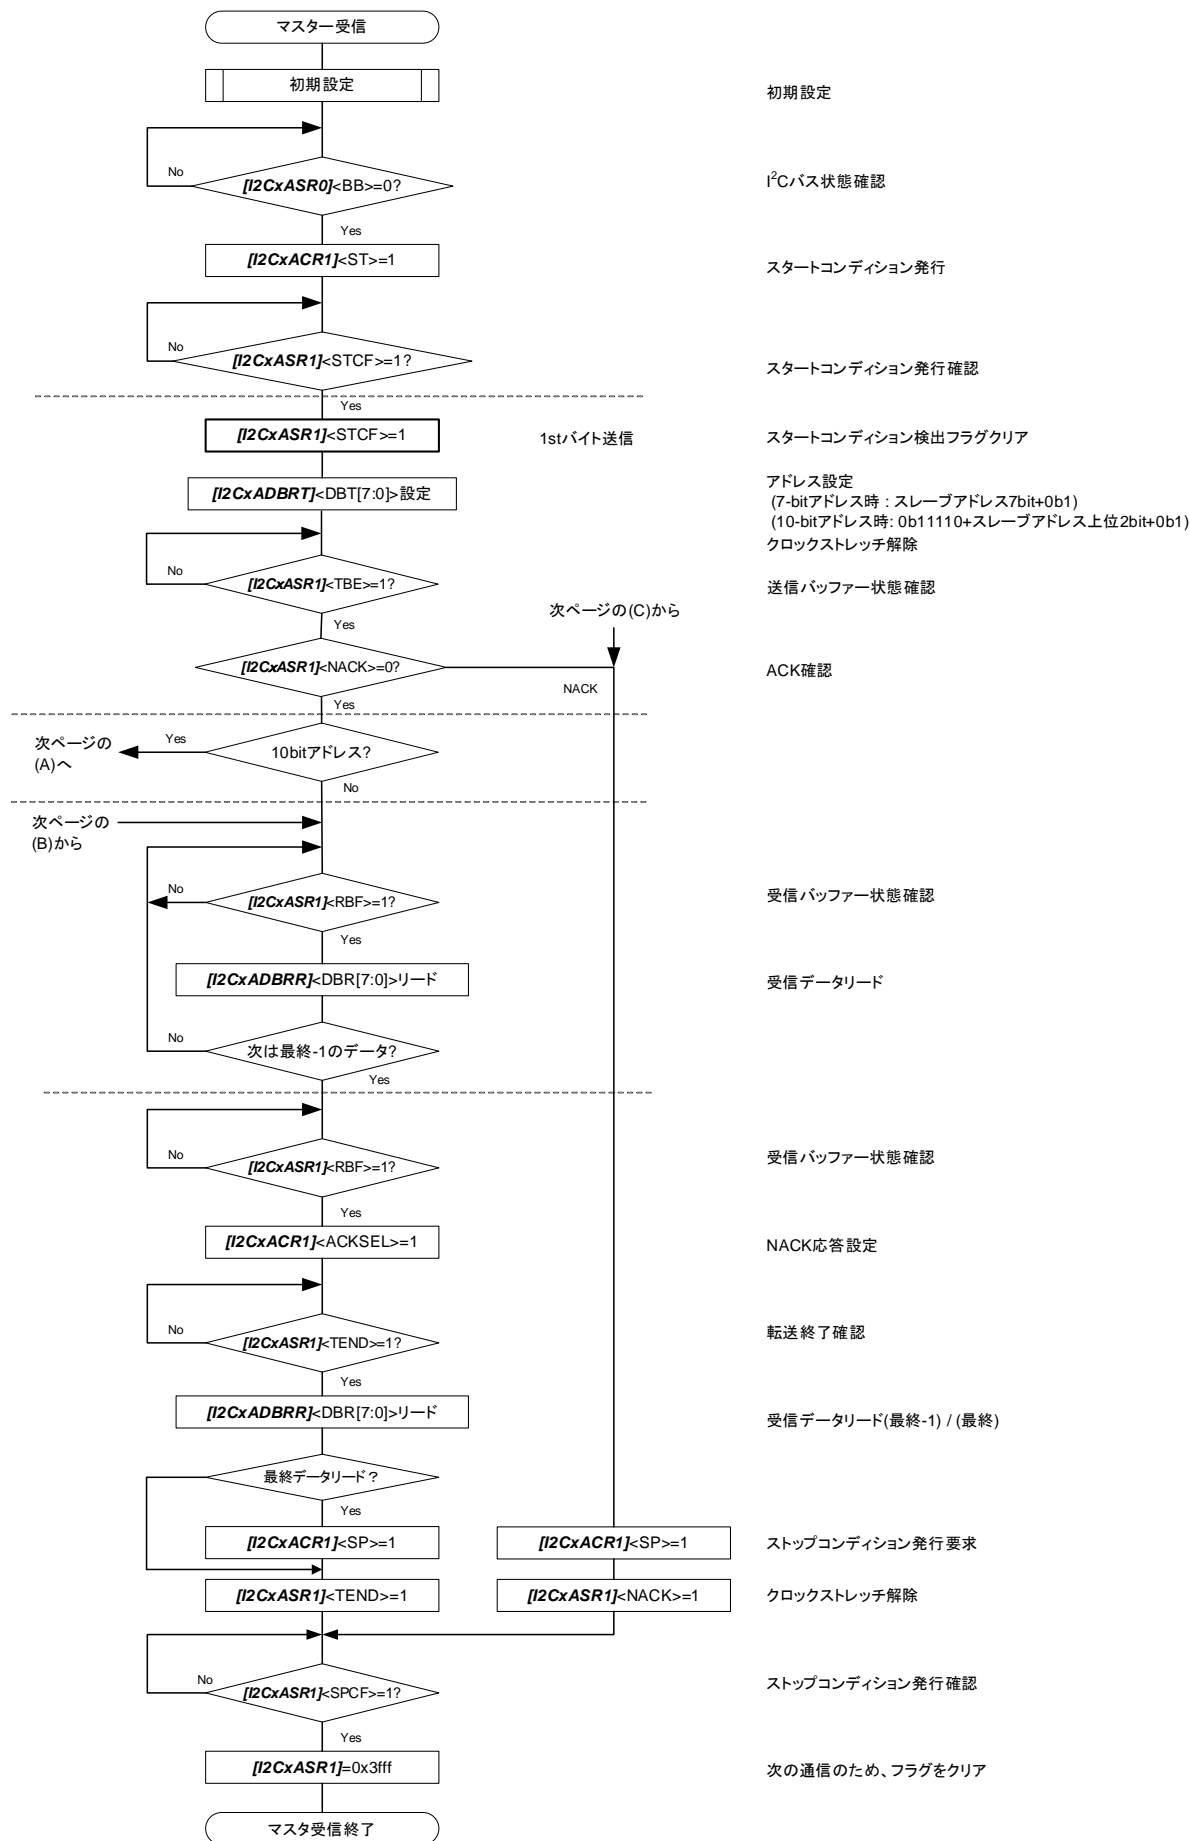 マスター受信
初期設定
初期設定
No
[I2CxASR0]<BB>=0?
I²Cバス状態確認
Yes
[I2CxACR1]<ST>=1
スタートコンディション発行
No
[I2CxASR1]<STCF>=1?
スタートコンディション発行確認
Yes
[I2CxASR1]<STCF>=1
1stバイト送信
スタートコンディション検出フラグクリア
[I2CxADBRT]<DBT[7:0]>設定
アドレス設定
(7-bitアドレス時 : スレーブアドレス7bit+0b1)
(10-bitアドレス時: 0b11110+スレーブアドレス上位2bit+0b1)
クロックストレッチ解除
No
[I2CxASR1]<TBE>=1?
送信バッファー状態確認
Yes
次ページの(C)から
[I2CxASR1]<NACK>=0?
ACK確認
NACK
Yes
次ページの
(A)へ
Yes
10bitアドレス?
No
次ページの
(B)から
No
[I2CxASR1]<RBF>=1?
受信バッファー状態確認
Yes
[I2CxADBRR]<DBR[7:0]>リード
受信データリード
No
次は最終-1のデータ?
Yes
No
[I2CxASR1]<RBF>=1?
受信バッファー状態確認
Yes
[I2CxACR1]<ACKSEL>=1
NACK応答設定
No
[I2CxASR1]<TEND>=1?
転送終了確認
Yes
[I2CxADBRR]<DBR[7:0]>リード
受信データリード(最終-1) / (最終)
最終データリード？
Yes
[I2CxACR1]<SP>=1
[I2CxACR1]<SP>=1
ストップコンディション発行要求
[I2CxASR1]<TEND>=1
[I2CxASR1]<NACK>=1
クロックストレッチ解除
No
[I2CxASR1]<SPCF>=1?
ストップコンディション発行確認
Yes
[I2CxASR1]=0x3fff
次の通信のため、フラグをクリア
マスタ受信終了